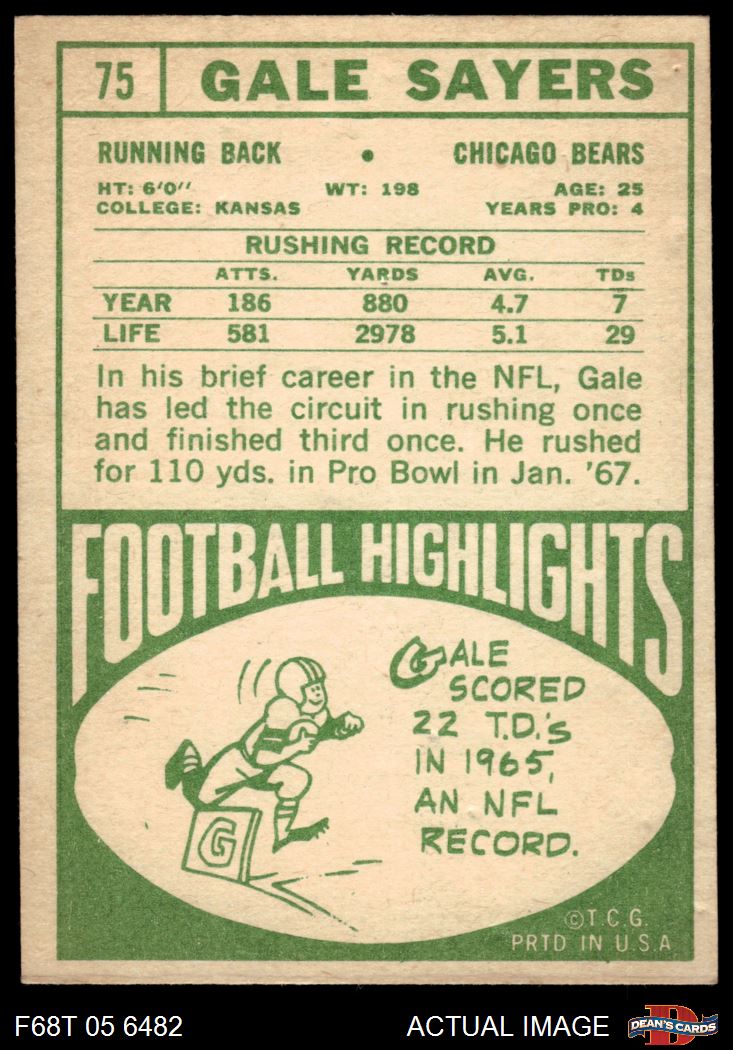 75 GALE SAYERS
RUNNING BACK • CHICAGO BEARS
HT: 6'0" WT: 198 AGE: 25
COLLEGE: KANSAS YEARS PRO: 4
RUSHING RECORD
ATTS. YARDS AVG. TDs
YEAR 186 880 4.7 7
LIFE 581 2978 5.1 29
In his brief career in the NFL, Gale
has led the circuit in rushing once
and finished third once. He rushed
for 110 yds. in Pro Bowl in Jan. '67.
FOOTBALL HIGHLIGHTS
GALE
SCORED
22 T.D.'s
IN 1965,
AN NFL
RECORD.
G
©T.C.G.
PRTD IN U.S.A
F68T 05 6482 ACTUAL IMAGE D DEAN'S CARDS